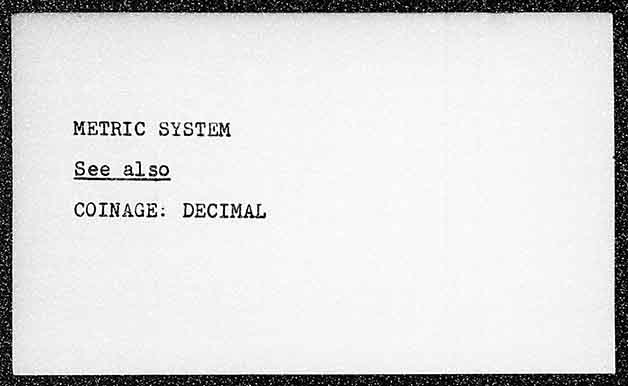 METRIC SYSTEM
See also
COINAGE: DECIMAL